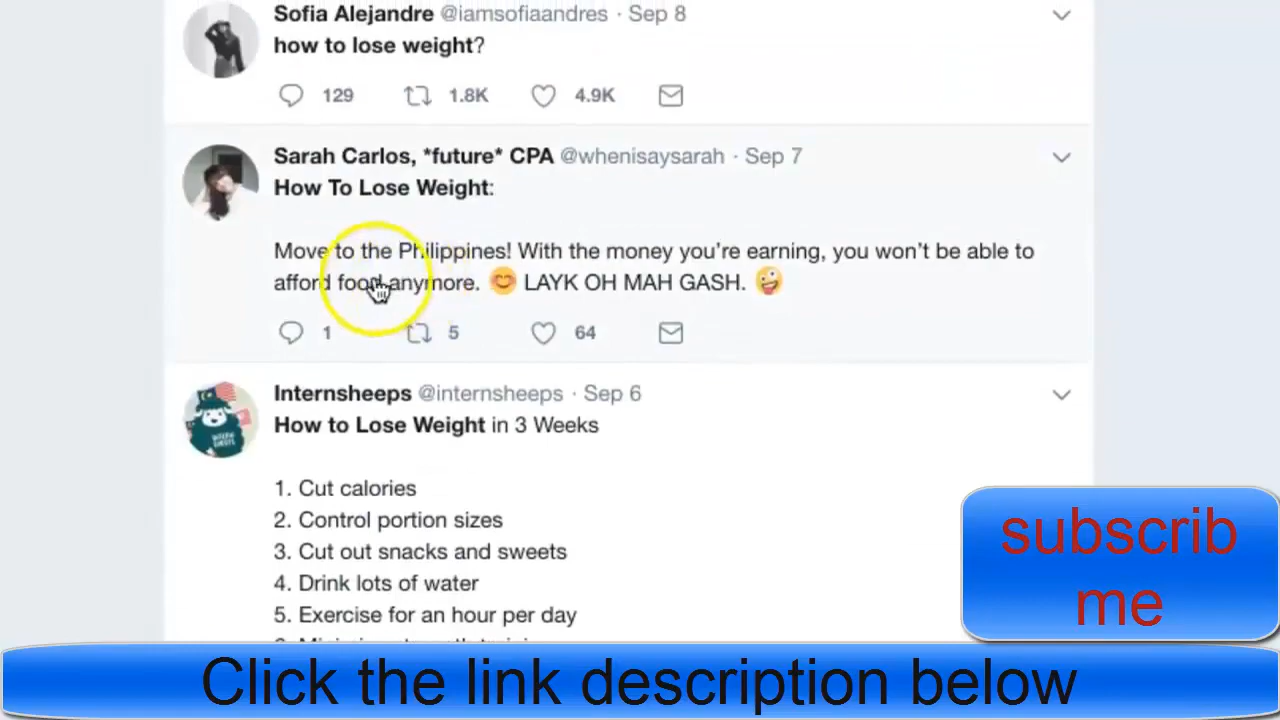 Sofia Alejandre @iamsofiaandres · Sep 8
how to lose weight?
129 1.8K 4.9K
Sarah Carlos, *future* CPA @whenisaysarah · Sep 7
How To Lose Weight:
Move to the Philippines! With the money you're earning, you won't be able to
afford food anymore. 😊 LAYK OH MAH GASH. 🤪
1 5 64
Internsheeps @internsheeps · Sep 6
How to Lose Weight in 3 Weeks
1. Cut calories
2. Control portion sizes
3. Cut out snacks and sweets
4. Drink lots of water
5. Exercise for an hour per day
subscrib
me
Click the link description below